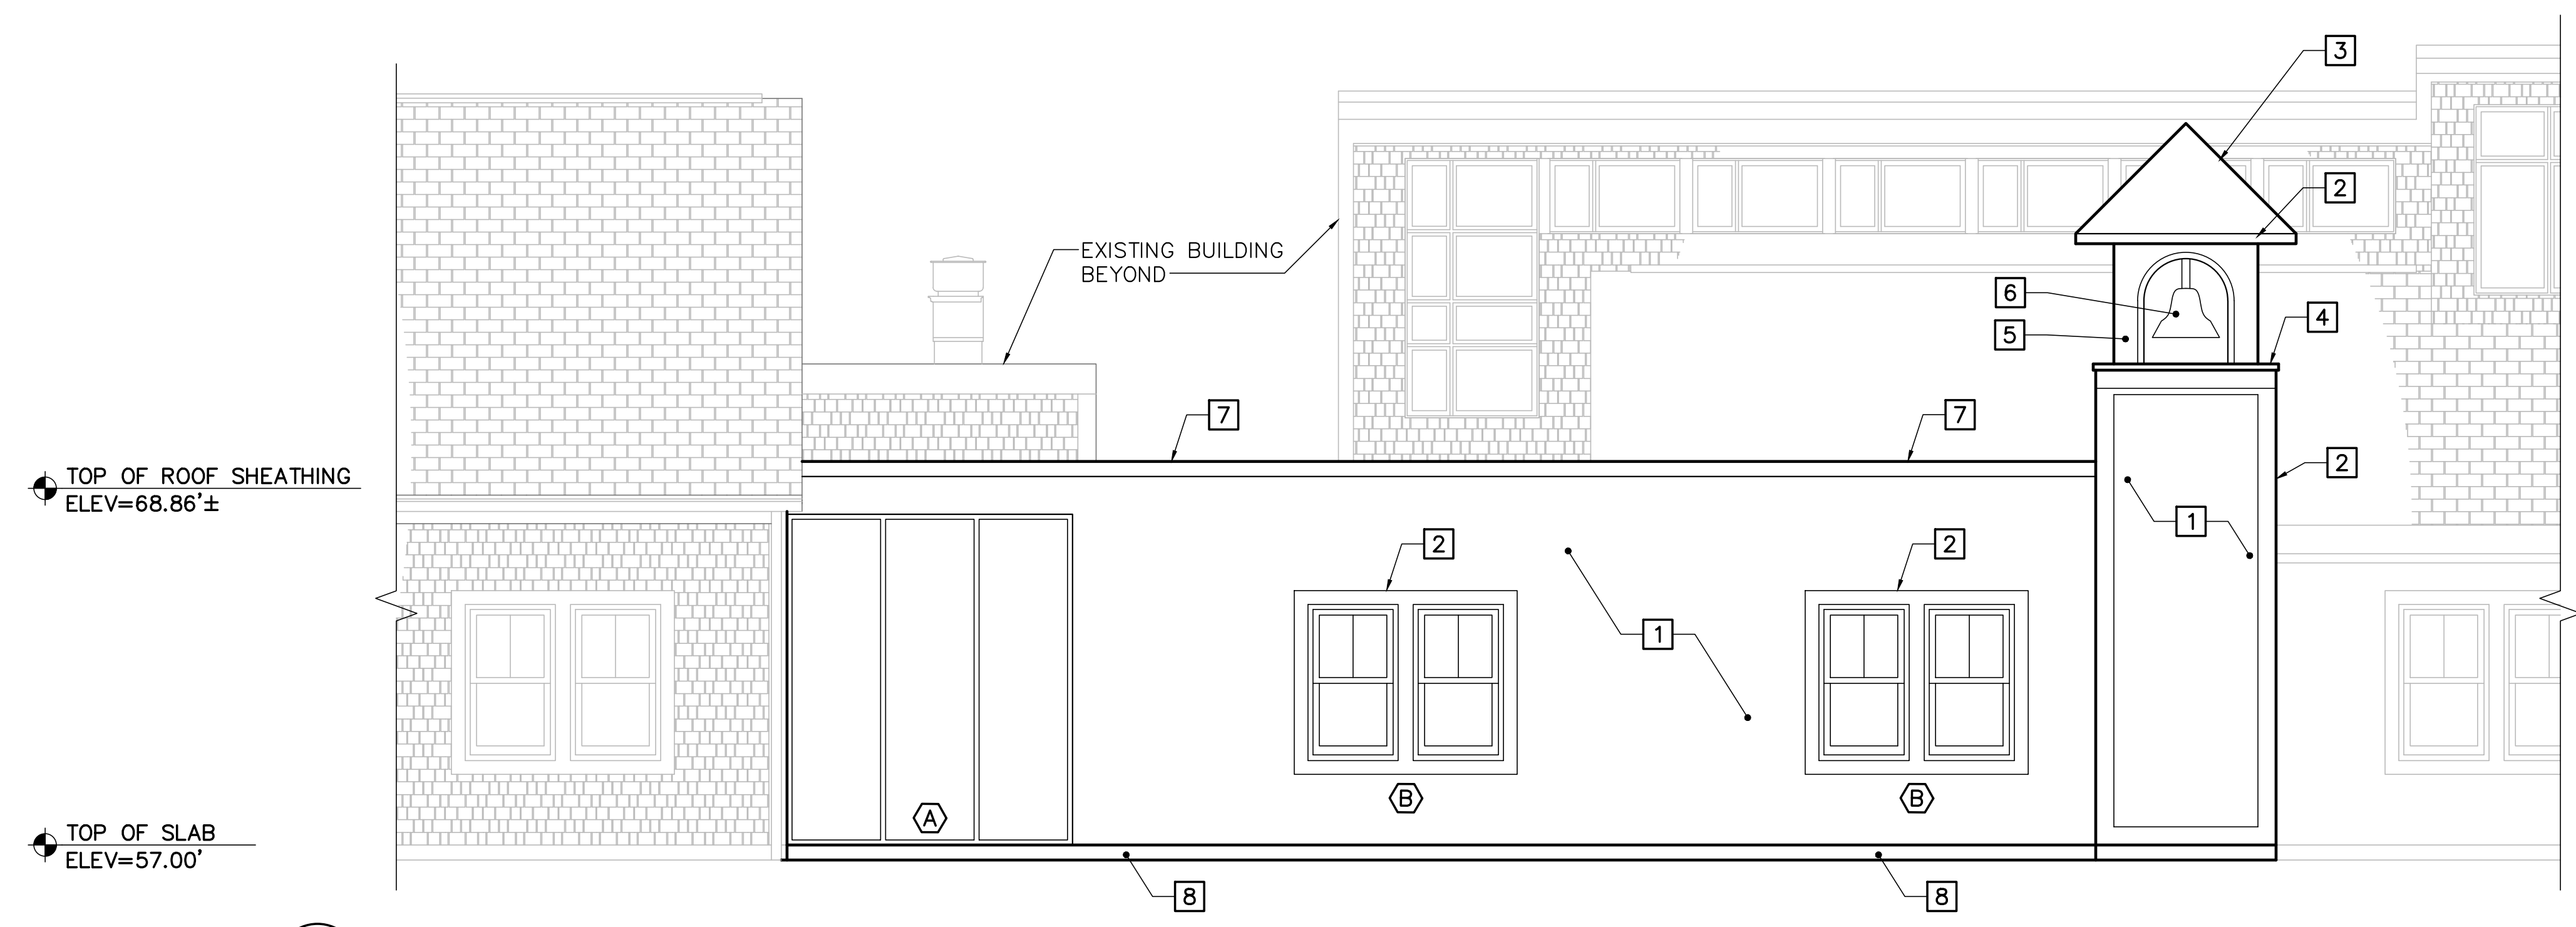 3
2
EXISTING BUILDING
BEYOND
6
5
4
7
7
2
TOP OF ROOF SHEATHING
ELEV=68.86'±
1
2
2
1
A
B
B
TOP OF SLAB
ELEV=57.00'
8
8